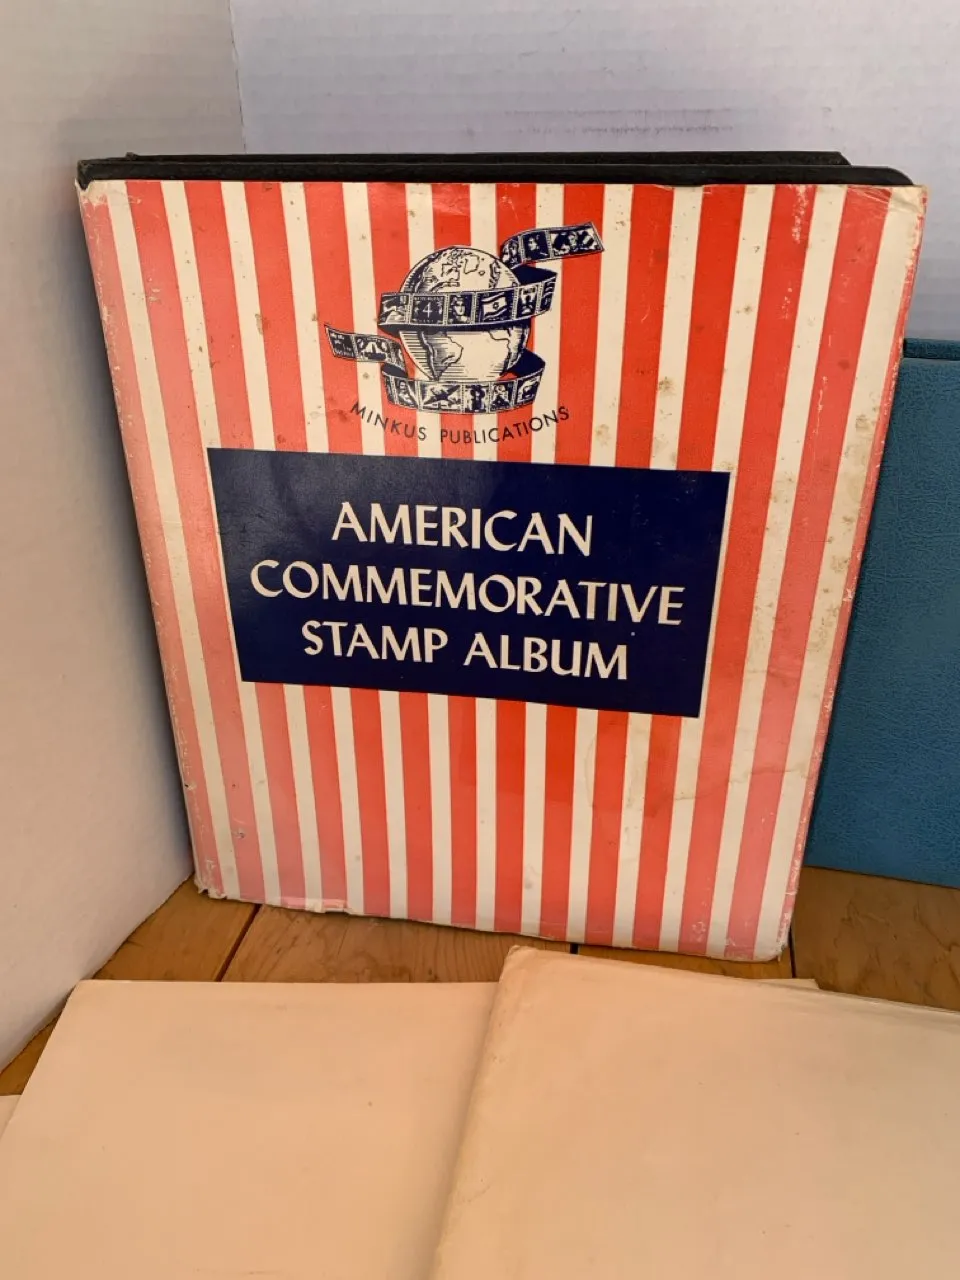 MINKUS PUBLICATIONS
AMERICAN
COMMEMORATIVE
STAMP ALBUM